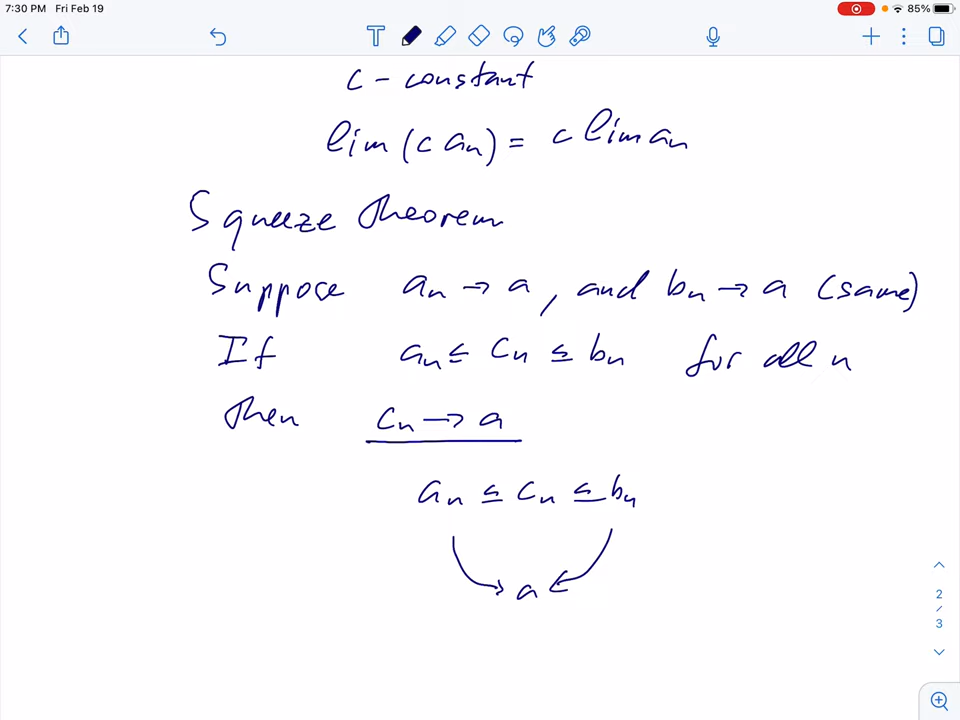 7:30 PM Fri Feb 19
85%
c - constant
lim (c aₙ) = c lim aₙ
Squeeze theorem
Suppose aₙ → a, and bₙ → a (same)
If aₙ ≤ cₙ ≤ bₙ for all n
then cₙ → a
aₙ ≤ cₙ ≤ bₙ
a
2
/
3